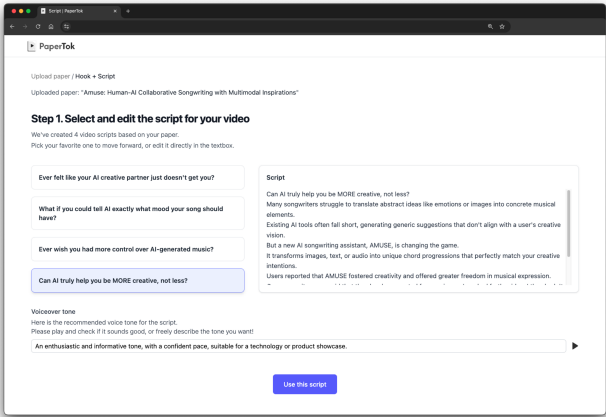 Script | PaperTok
PaperTok
Upload paper / Hook + Script
Uploaded paper: "Amuse: Human-AI Collaborative Songwriting with Multimodal Inspirations"
Step 1. Select and edit the script for your video
We've created 4 video scripts based on your paper.
Pick your favorite one to move forward, or edit it directly in the textbox.
Ever felt like your AI creative partner just doesn't get you?
What if you could tell AI exactly what mood your song should
have?
Ever wish you had more control over AI-generated music?
Can AI truly help you be MORE creative, not less?
Script
Can AI truly help you be MORE creative, not less?
Many songwriters struggle to translate abstract ideas like emotions or images into concrete musical
elements.
Existing AI tools often fall short, generating generic suggestions that don't align with a user's creative
vision.
But a new AI songwriting assistant, AMUSE, is changing the game.
It transforms images, text, or audio into unique chord progressions that perfectly match your creative
intentions.
Users reported that AMUSE fostered creativity and offered greater freedom in musical expression.
Voiceover tone
Here is the recommended voice tone for the script.
Please play and check if it sounds good, or freely describe the tone you want!
An enthusiastic and informative tone, with a confident pace, suitable for a technology or product showcase.
Use this script